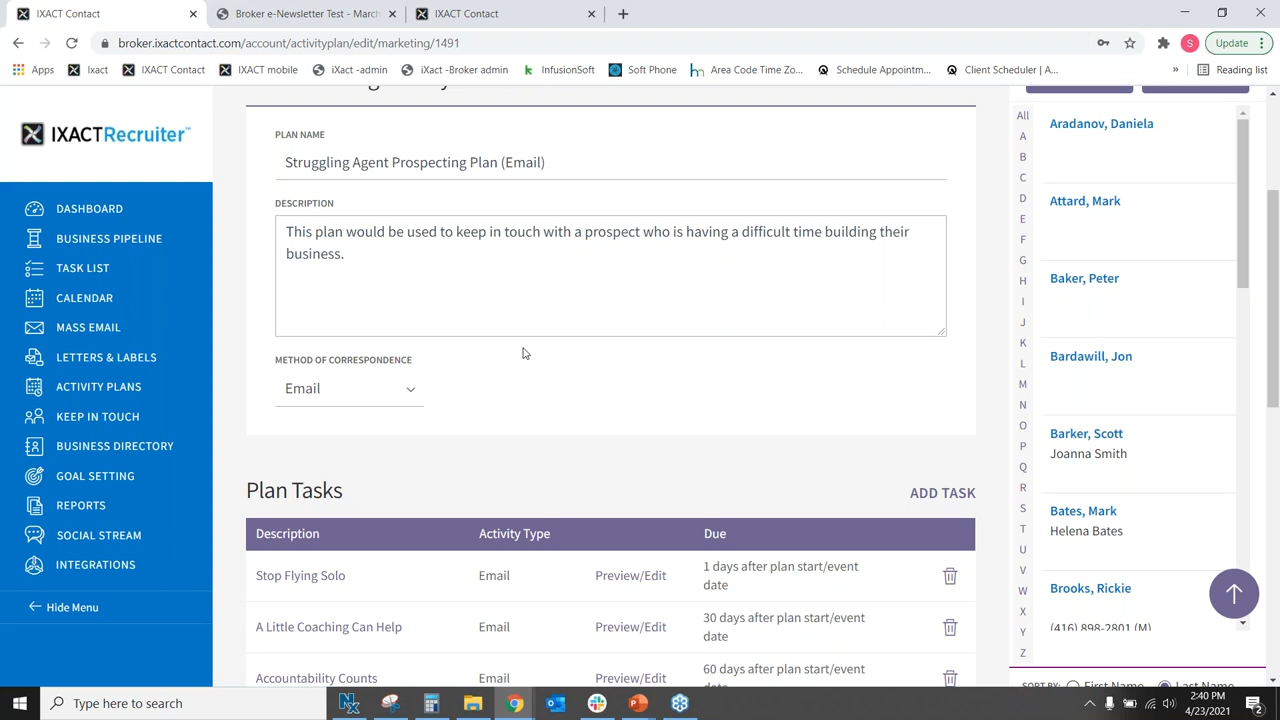 IXACT Contact
Broker e-Newsletter Test - March
IXACT Contact
broker.ixactcontact.com/account/activityplan/edit/marketing/1491
S
Update
Apps
Ixact
IXACT Contact
IXACT mobile
iXact -admin
iXact -Broker admin
InfusionSoft
Soft Phone
Area Code Time Zo...
Schedule Appointm...
Client Scheduler | A...
»
Reading list
IXACTRecruiter™
DASHBOARD
BUSINESS PIPELINE
TASK LIST
CALENDAR
MASS EMAIL
LETTERS & LABELS
ACTIVITY PLANS
KEEP IN TOUCH
BUSINESS DIRECTORY
GOAL SETTING
REPORTS
SOCIAL STREAM
INTEGRATIONS
Hide Menu
PLAN NAME
Struggling Agent Prospecting Plan (Email)
DESCRIPTION
This plan would be used to keep in touch with a prospect who is having a difficult time building their
business.
METHOD OF CORRESPONDENCE
Email
Plan Tasks
ADD TASK
Description Activity Type Due
Stop Flying Solo Email Preview/Edit 1 days after plan start/event
date
A Little Coaching Can Help Email Preview/Edit 30 days after plan start/event
date
Accountability Counts Email Preview/Edit 60 days after plan start/event
All
A
B
C
D
E
F
G
H
I
J
K
L
M
N
O
P
Q
R
S
T
U
V
W
X
Y
Z
Aradanov, Daniela
Attard, Mark
Baker, Peter
Bardawill, Jon
Barker, Scott
Joanna Smith
Bates, Mark
Helena Bates
Brooks, Rickie
(416) 898-2801 (M)
SORT BY: First Name Last Name
Type here to search
2:40 PM
4/23/2021
2